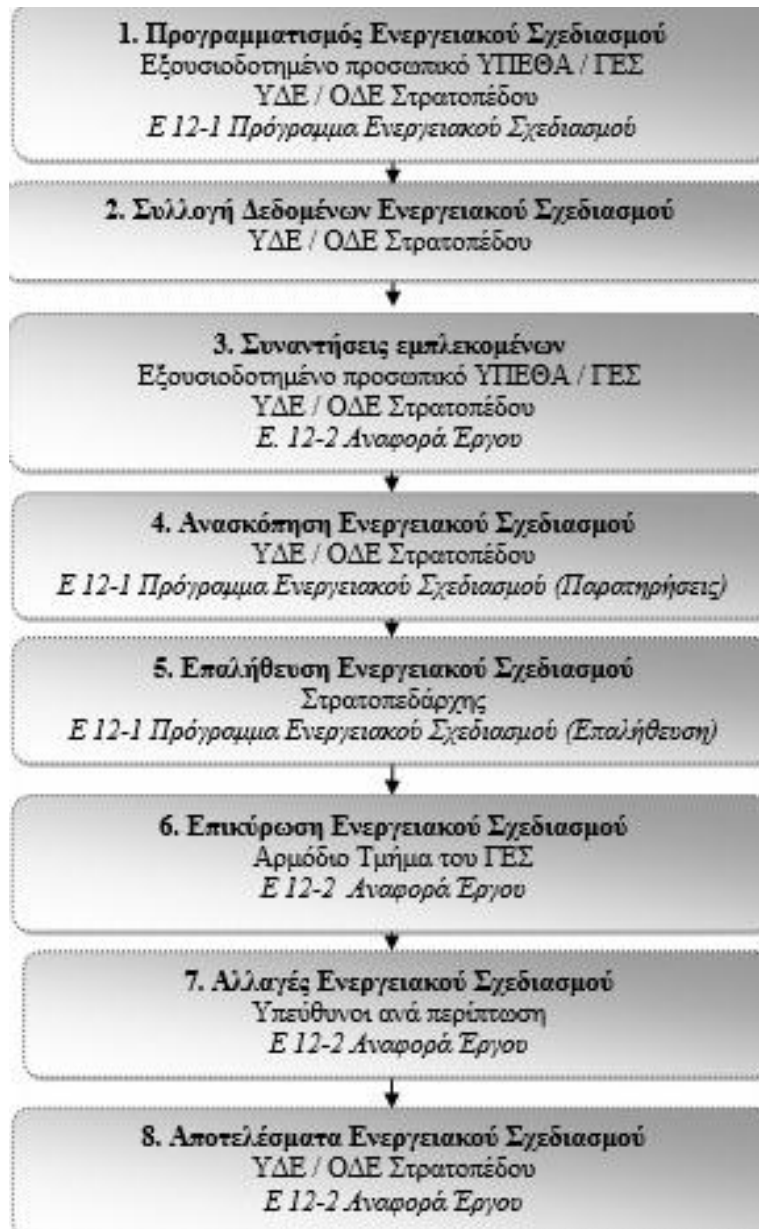 1. Προγραμματισμός Ενεργειακού Σχεδιασμού
Εξουσιοδοτημένο προσωπικό ΥΠΕΘΑ / ΓΕΣ
ΥΔΕ / ΟΔΕ Στρατοπέδου
Ε 12-1 Πρόγραμμα Ενεργειακού Σχεδιασμού
2. Συλλογή Δεδομένων Ενεργειακού Σχεδιασμού
ΥΔΕ / ΟΔΕ Στρατοπέδου
3. Συναντήσεις εμπλεκομένων
Εξουσιοδοτημένο προσωπικό ΥΠΕΘΑ / ΓΕΣ
ΥΔΕ / ΟΔΕ Στρατοπέδου
Ε. 12-2 Αναφορά Έργου
4. Ανασκόπηση Ενεργειακού Σχεδιασμού
ΥΔΕ / ΟΔΕ Στρατοπέδου
Ε 12-1 Πρόγραμμα Ενεργειακού Σχεδιασμού (Παρατηρήσεις)
5. Επαλήθευση Ενεργειακού Σχεδιασμού
Στρατοπεδάρχης
Ε 12-1 Πρόγραμμα Ενεργειακού Σχεδιασμού (Επαλήθευση)
6. Επικύρωση Ενεργειακού Σχεδιασμού
Αρμόδιο Τμήμα του ΓΕΣ
Ε 12-2 Αναφορά Έργου
7. Αλλαγές Ενεργειακού Σχεδιασμού
Υπεύθυνοι ανά περίπτωση
Ε 12-2 Αναφορά Έργου
8. Αποτελέσματα Ενεργειακού Σχεδιασμού
ΥΔΕ / ΟΔΕ Στρατοπέδου
Ε 12-2 Αναφορά Έργου